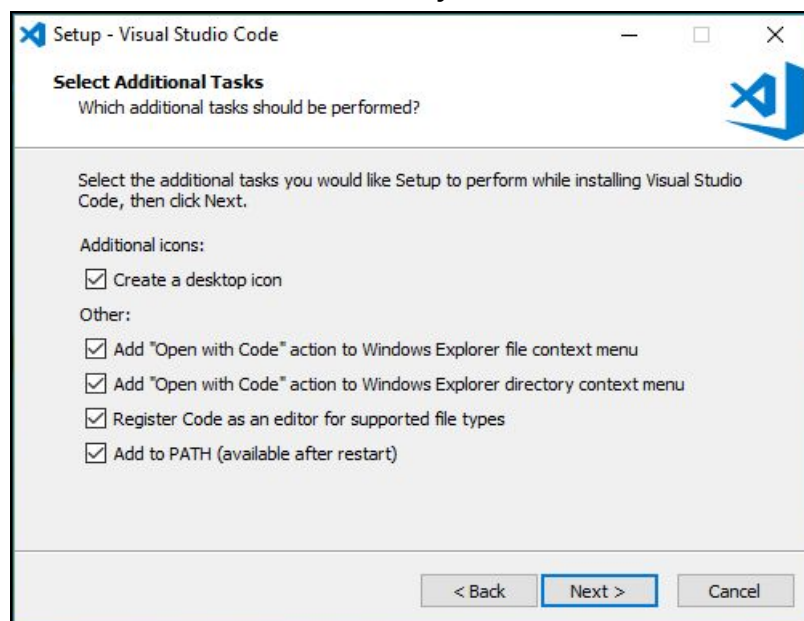 Setup - Visual Studio Code
Select Additional Tasks
Which additional tasks should be performed?
Select the additional tasks you would like Setup to perform while installing Visual Studio
Code, then click Next.
Additional icons:
Create a desktop icon
Other:
Add "Open with Code" action to Windows Explorer file context menu
Add "Open with Code" action to Windows Explorer directory context menu
Register Code as an editor for supported file types
Add to PATH (available after restart)
< Back Next > Cancel